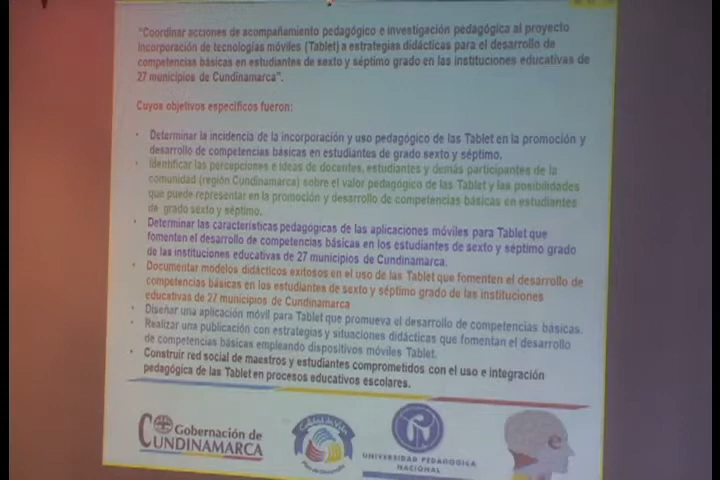 "Coordinar acciones de acompañamiento pedagógico e investigación pedagógica al proyecto
incorporación de tecnologías móviles (Tablet) a estrategias didácticas para el desarrollo de
competencias básicas en estudiantes de sexto y séptimo grado en las instituciones educativas de
27 municipios de Cundinamarca".
Cuyos objetivos específicos fueron:
• Determinar la incidencia de la incorporación y uso pedagógico de las Tablet en la promoción y
desarrollo de competencias básicas en estudiantes de grado sexto y séptimo.
• Identificar las percepciones e ideas de docentes, estudiantes y demás participantes de la
comunidad (región Cundinamarca) sobre el valor pedagógico de las Tablet y las posibilidades
que puede representar en la promoción y desarrollo de competencias básicas en estudiantes
de grado sexto y séptimo.
• Determinar las características pedagógicas de las aplicaciones móviles para Tablet que
fomenten el desarrollo de competencias básicas en los estudiantes de sexto y séptimo grado
de las instituciones educativas de 27 municipios de Cundinamarca.
• Documentar modelos didácticos exitosos en el uso de las Tablet que fomenten el desarrollo de
competencias básicas en los estudiantes de sexto y séptimo grado de las instituciones
educativas de 27 municipios de Cundinamarca
• Diseñar una aplicación móvil para Tablet que promueva el desarrollo de competencias básicas.
• Realizar una publicación con estrategias y situaciones didácticas que fomentan el desarrollo
de competencias básicas empleando dispositivos móviles Tablet.
• Construir red social de maestros y estudiantes comprometidos con el uso e integración
pedagógica de las Tablet en procesos educativos escolares.
Gobernación de
CUNDINAMARCA
Calidad de Vida
UNIVERSIDAD PEDAGOGICA
NACIONAL